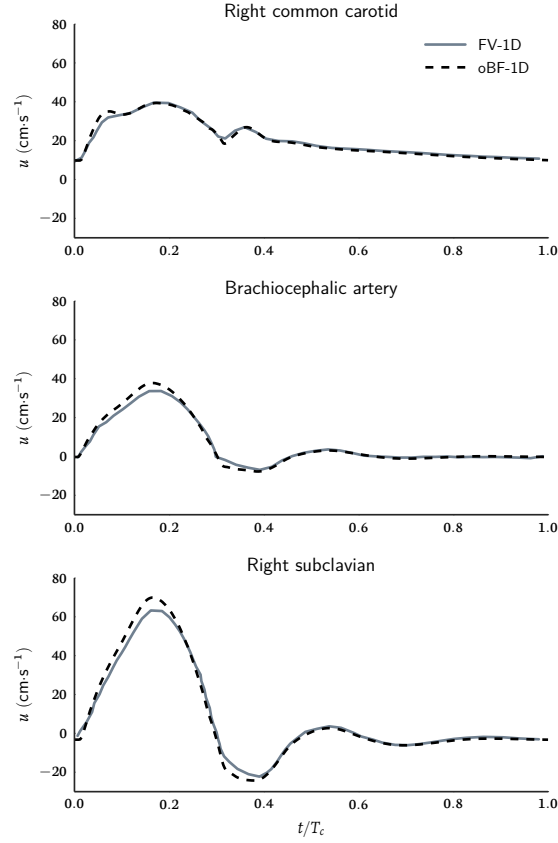 Right common carotid
80
60
40
20
0
−20
u (cm·s⁻¹)
FV-1D
oBF-1D
0.0 0.2 0.4 0.6 0.8 1.0
Brachiocephalic artery
80
60
40
20
0
−20
u (cm·s⁻¹)
0.0 0.2 0.4 0.6 0.8 1.0
Right subclavian
80
60
40
20
0
−20
u (cm·s⁻¹)
0.0 0.2 0.4 0.6 0.8 1.0
t/T_c